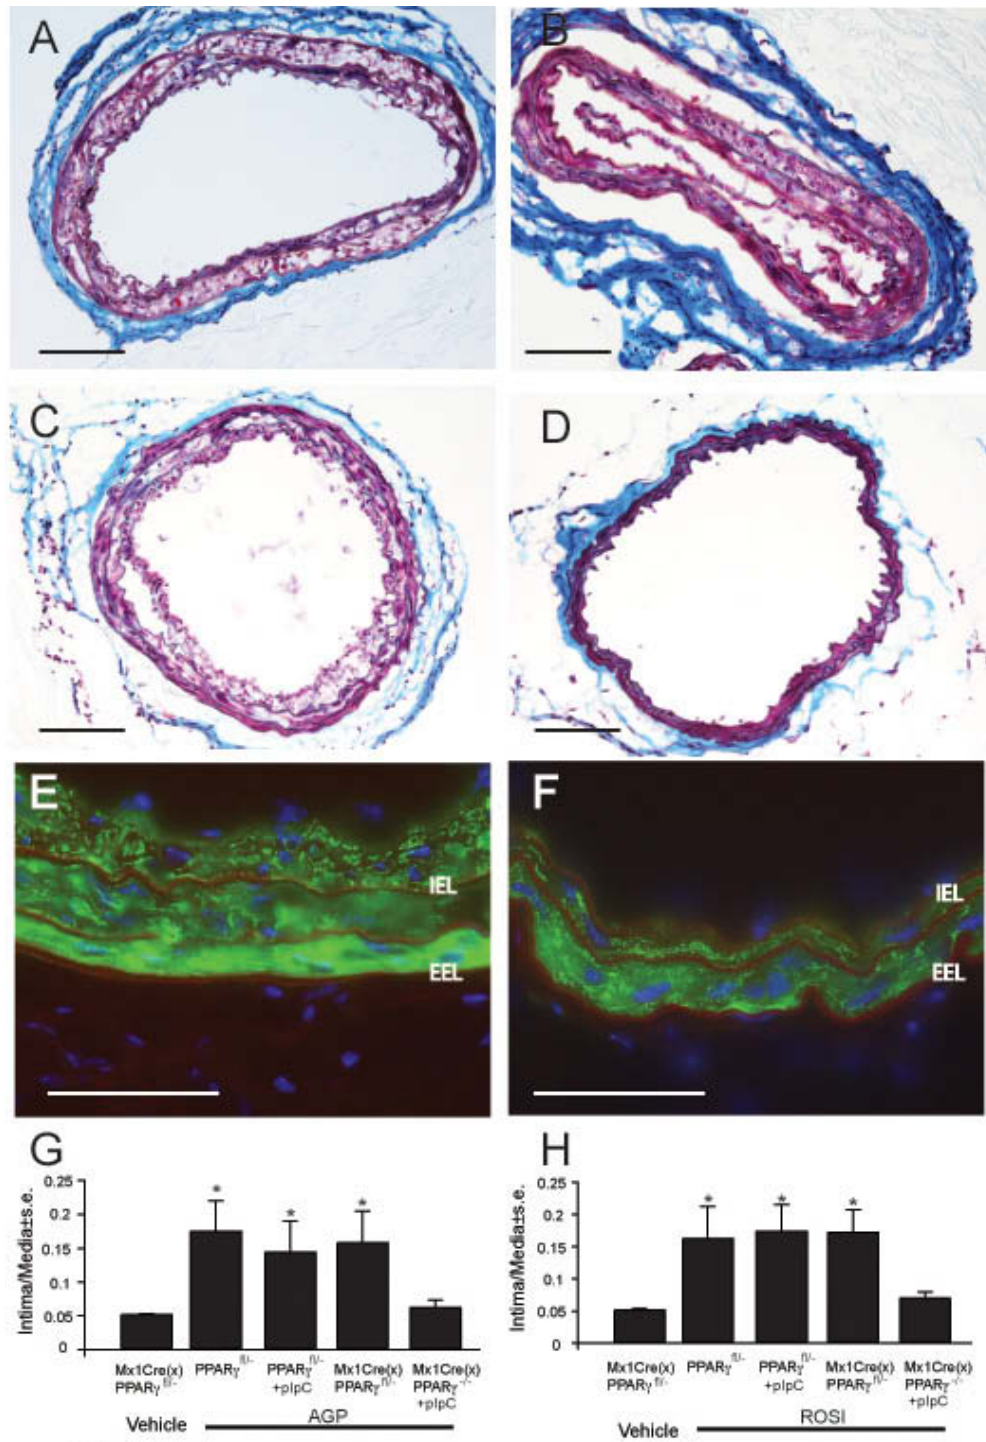 A
B
C
D
E
IEL
EEL
F
IEL
EEL
G
Intima/Media±s.e.
0.25
0.2
0.15
0.1
0.05
0
*
*
*
Mx1Cre(x) PPARγ fl/-
PPARγ fl/-
PPARγ fl/- +pIpC
Mx1Cre(x) PPARγ fl/-
Mx1Cre(x) PPARγ -/- +pIpC
Vehicle
AGP
H
Intima/Media±s.e.
0.25
0.2
0.15
0.1
0.05
0
*
*
*
Mx1Cre(x) PPARγ fl/-
PPARγ fl/-
PPARγ fl/- +pIpC
Mx1Cre(x) PPARγ fl/-
Mx1Cre(x) PPARγ -/- +pIpC
Vehicle
ROSI